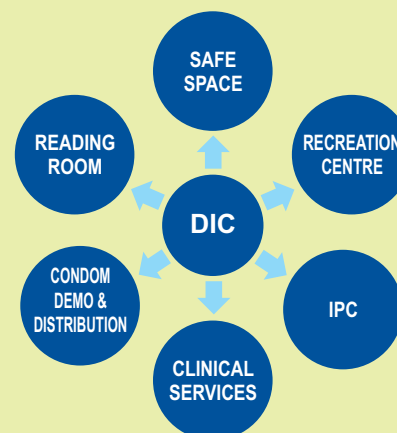 SAFE
SPACE
READING
ROOM
RECREATION
CENTRE
DIC
CONDOM
DEMO &
DISTRIBUTION
IPC
CLINICAL
SERVICES